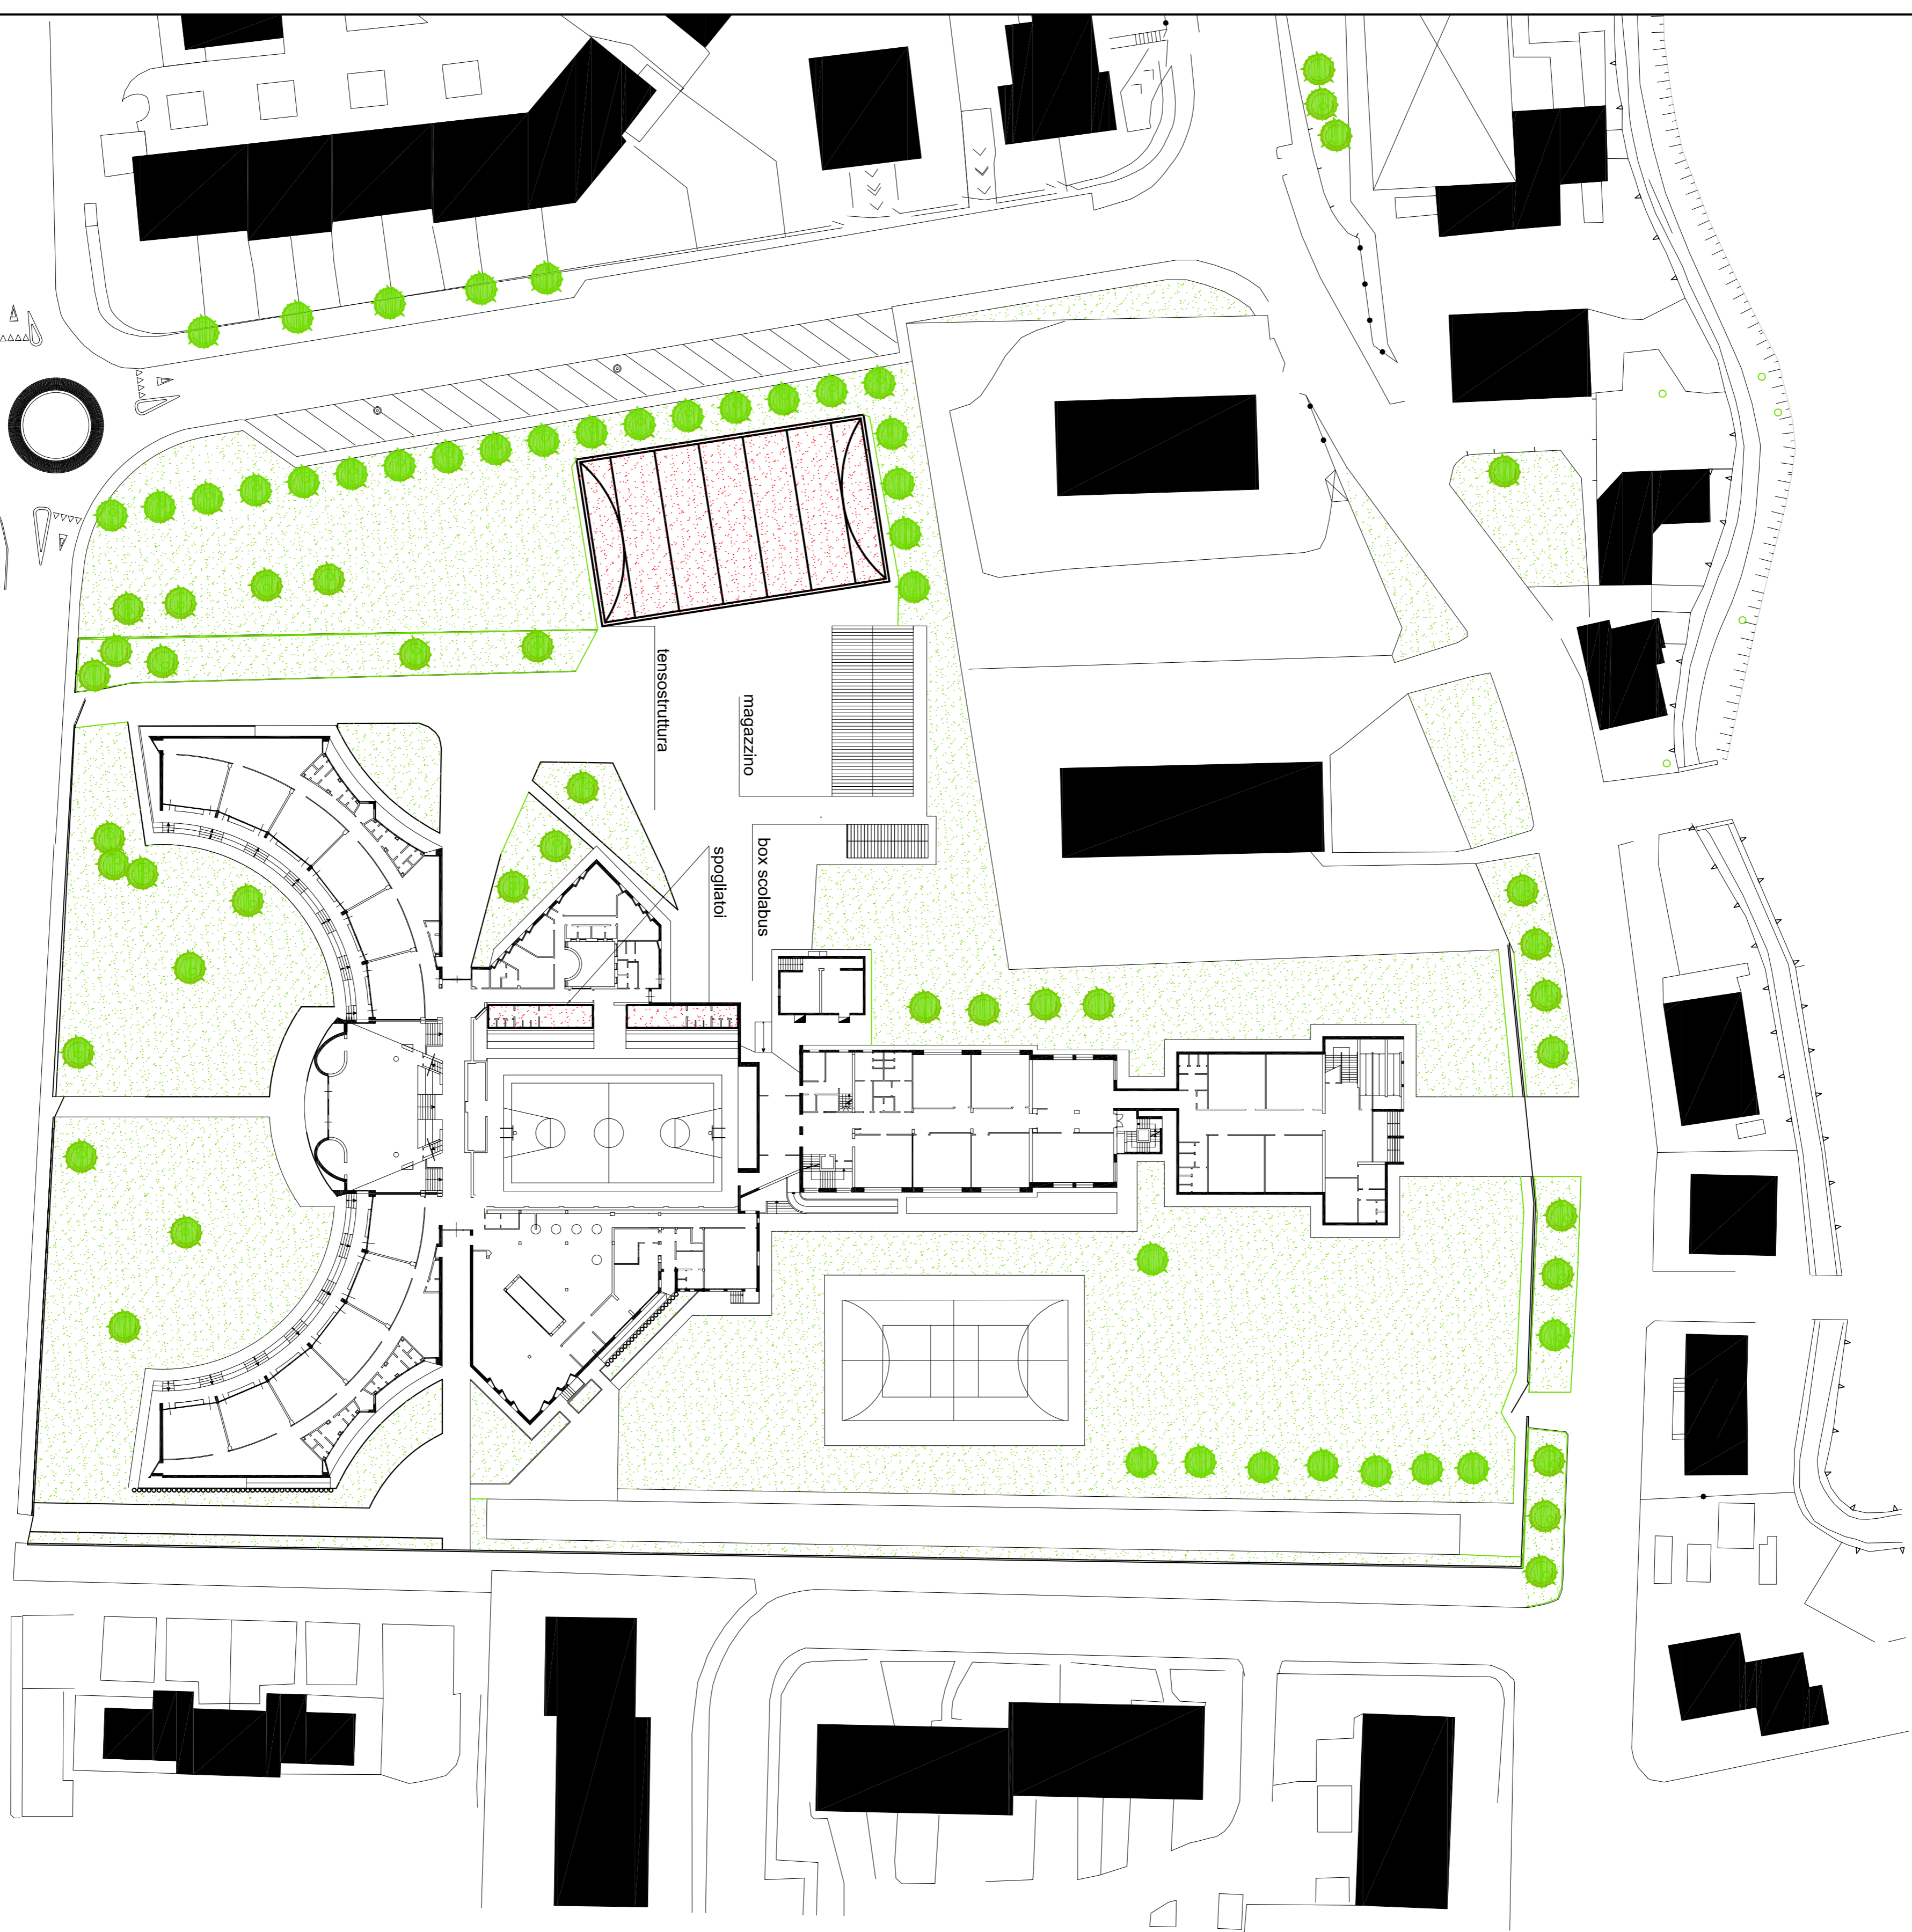 tensostruttura
magazzino
box scolabus
spogliatoi